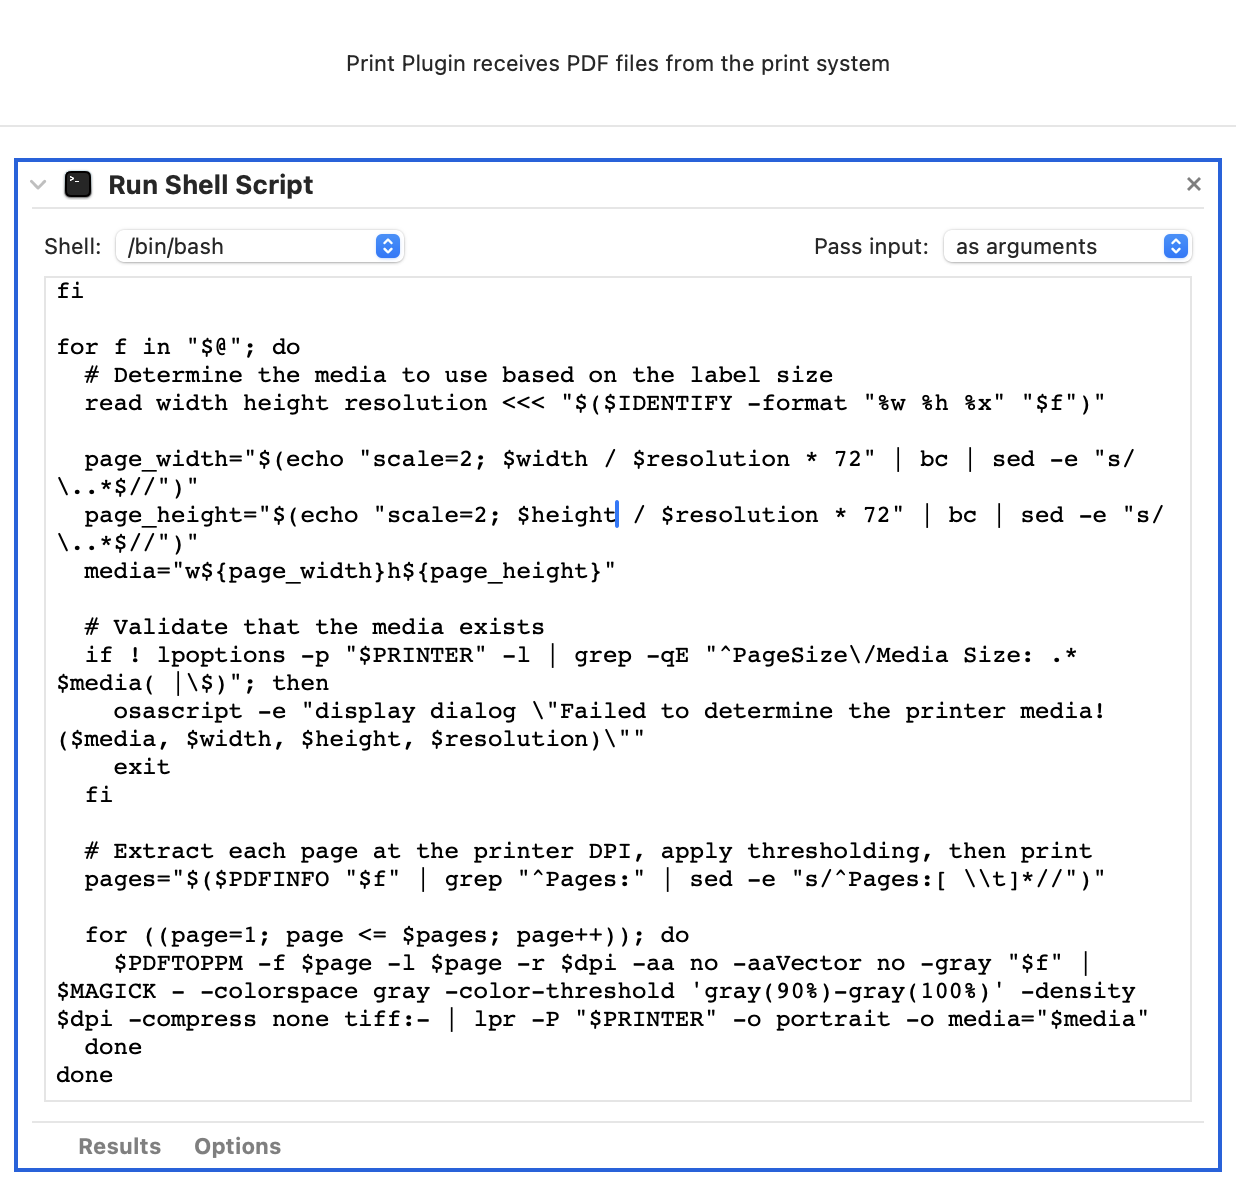 Print Plugin receives PDF files from the print system
Run Shell Script
Shell: /bin/bash
Pass input: as arguments
fi
for f in "$@"; do
  # Determine the media to use based on the label size
  read width height resolution <<< "$($IDENTIFY -format "%w %h %x" "$f")"
  page_width="$(echo "scale=2; $width / $resolution * 72" | bc | sed -e "s/
\..*$//")"
  page_height="$(echo "scale=2; $height / $resolution * 72" | bc | sed -e "s/
\..*$//")"
  media="w${page_width}h${page_height}"
  # Validate that the media exists
  if ! lpoptions -p "$PRINTER" -l | grep -qE "^PageSize\/Media Size: .*
$media( |\$)"; then
    osascript -e "display dialog \"Failed to determine the printer media!
($media, $width, $height, $resolution)\""
    exit
  fi
  # Extract each page at the printer DPI, apply thresholding, then print
  pages="$($PDFINFO "$f" | grep "^Pages:" | sed -e "s/^Pages:[ \\t]*//")"
  for ((page=1; page <= $pages; page++)); do
    $PDFTOPPM -f $page -l $page -r $dpi -aa no -aaVector no -gray "$f" |
$MAGICK - -colorspace gray -color-threshold 'gray(90%)-gray(100%)' -density
$dpi -compress none tiff:- | lpr -P "$PRINTER" -o portrait -o media="$media"
  done
done
Results Options